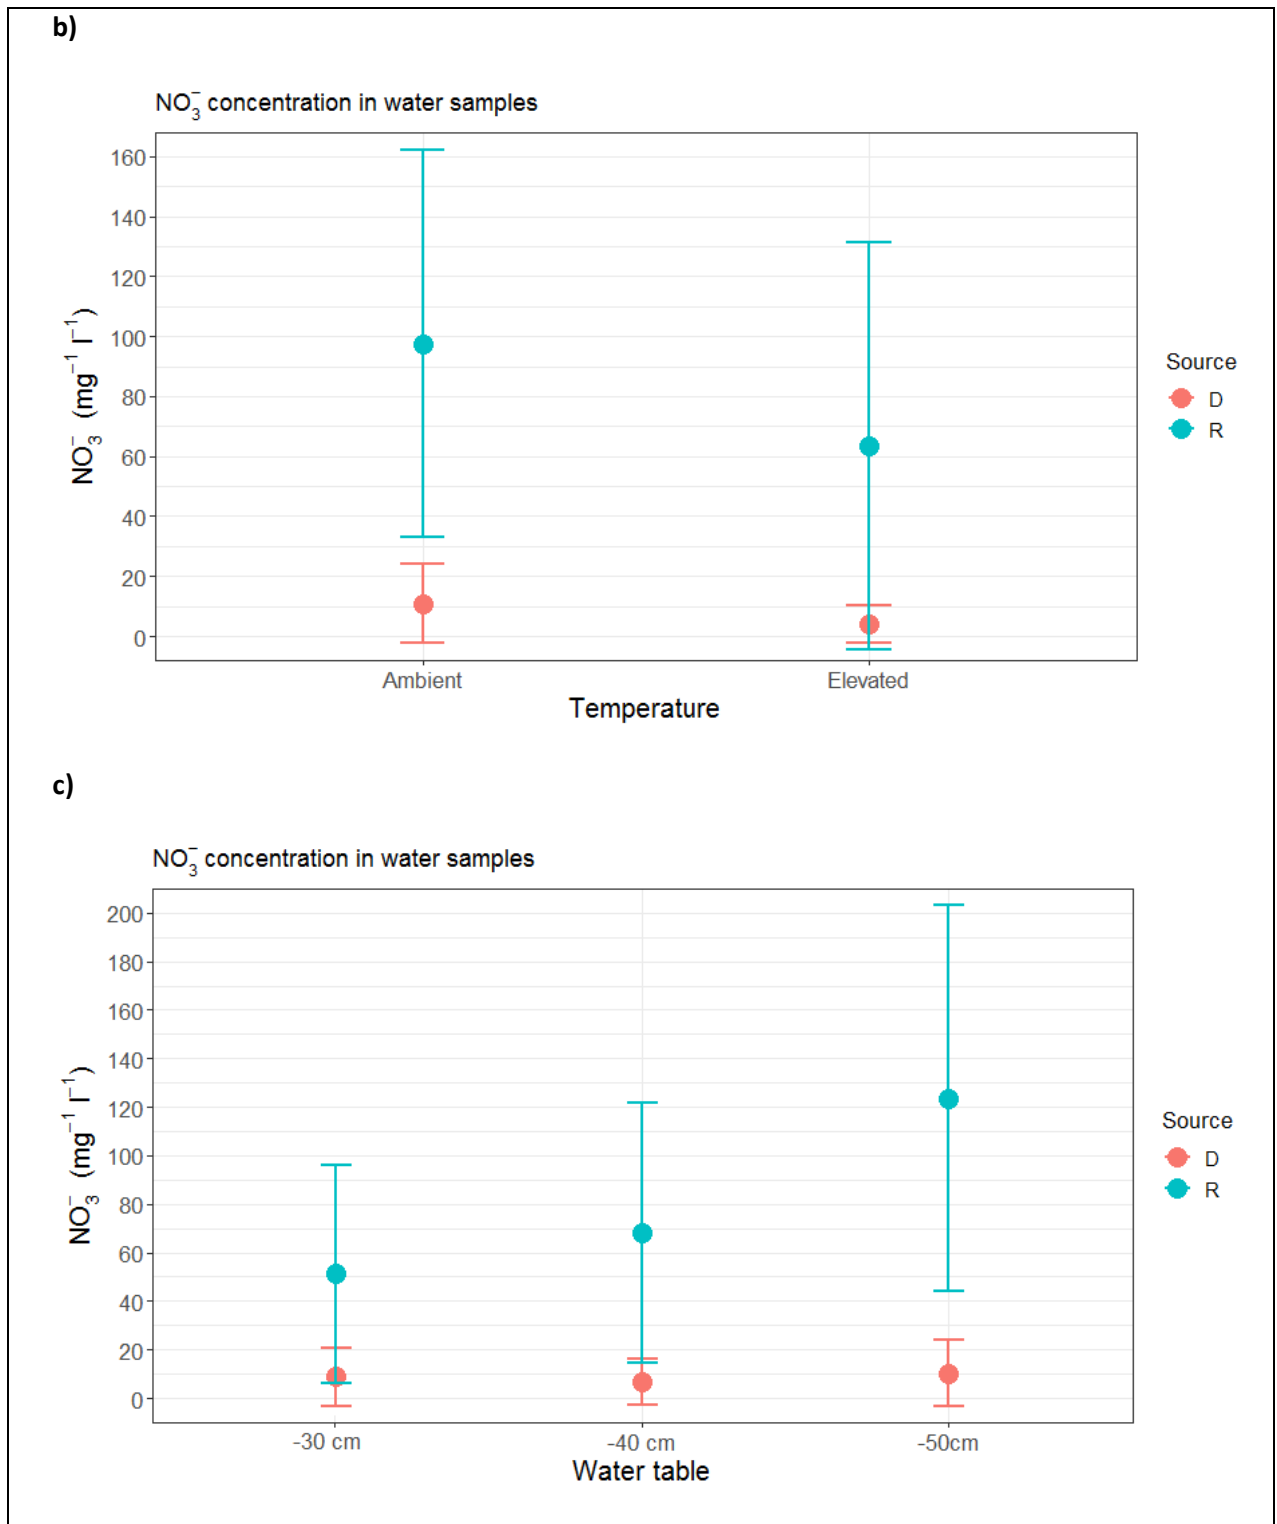 b)
NO₃⁻ concentration in water samples
160
140
120
100
80
60
40
20
0
NO₃⁻ (mg⁻¹ l⁻¹)
Ambient
Elevated
Temperature
Source
D
R
c)
NO₃⁻ concentration in water samples
200
180
160
140
120
100
80
60
40
20
0
NO₃⁻ (mg⁻¹ l⁻¹)
-30 cm
-40 cm
-50cm
Water table
Source
D
R